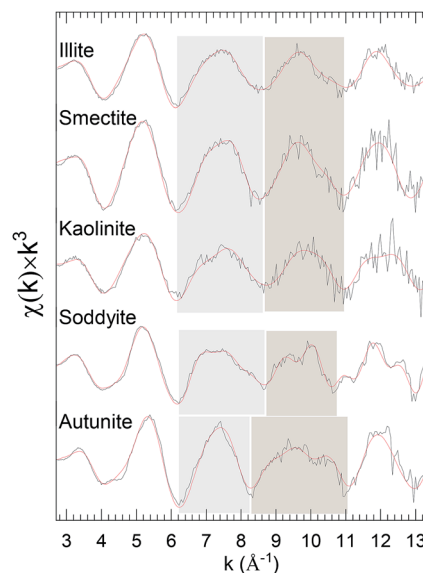 Illite
Smectite
Kaolinite
Soddyite
Autunite
χ(k)×k³
3 4 5 6 7 8 9 10 11 12 13
k (Å⁻¹)